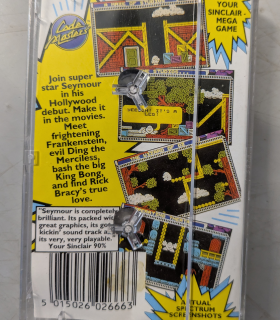 Code
Masters
YOUR
SINCLAIR
MEGA
GAME
Join super
star Seymour
in his
Hollywood
debut. Make it
in the movies.
Meet
frightening
Frankenstein,
evil Ding the
Merciless,
bash the big
King Bong,
and find Rick
Bracy's true
love.
"Seymour is completely
brilliant. Its packed wi
great graphics, its go
kickin' sound track a
its very, very playable.
Your Sinclair 90%
5 015026 026663
TUAL
SPECTRUM
SCREENSHOTS